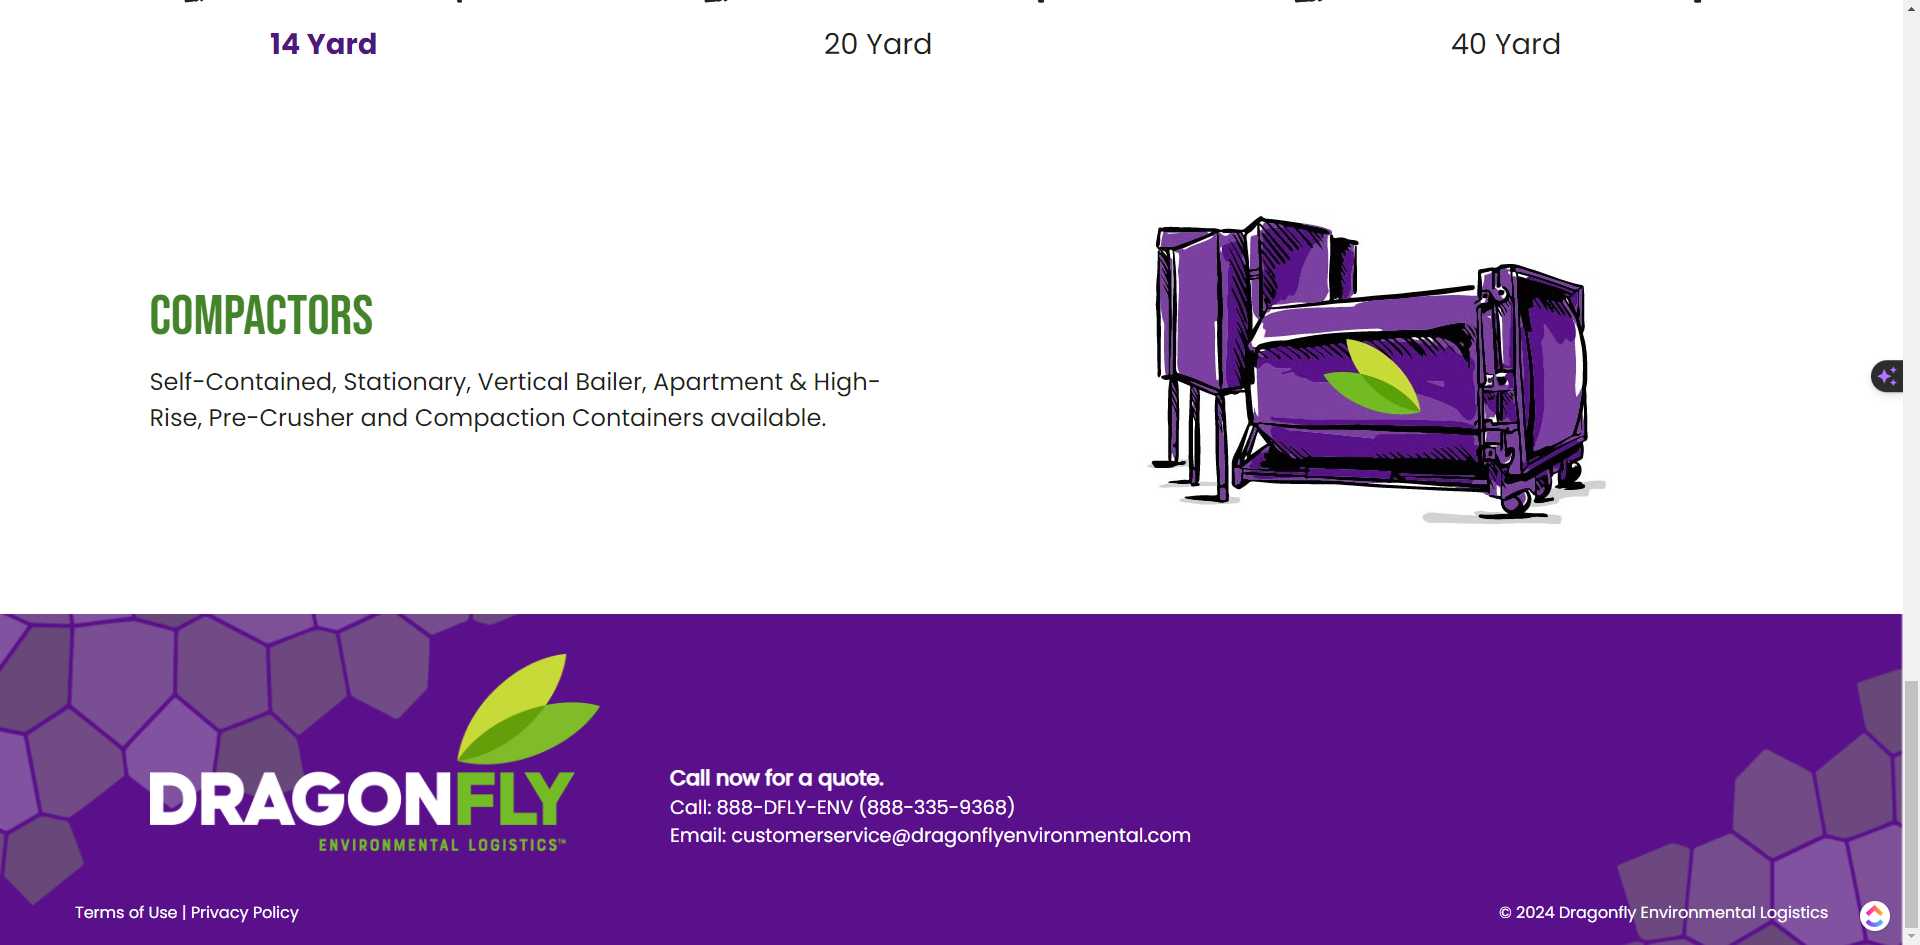 14 Yard
20 Yard
40 Yard
COMPACTORS
Self-Contained, Stationary, Vertical Bailer, Apartment & High-
Rise, Pre-Crusher and Compaction Containers available.
DRAGONFLY
ENVIRONMENTAL LOGISTICS™
Call now for a quote.
Call: 888-DFLY-ENV (888-335-9368)
Email: customerservice@dragonflyenvironmental.com
Terms of Use | Privacy Policy
© 2024 Dragonfly Environmental Logistics